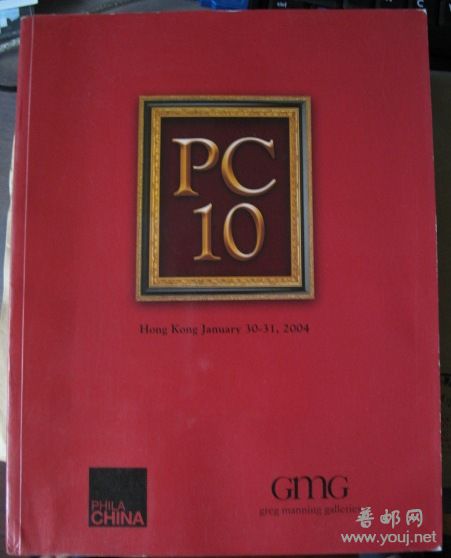 PC
10
Hong Kong January 30-31, 2004
PHILA
CHINA
GMG
greg manning galleries
普邮网
www.youj.net